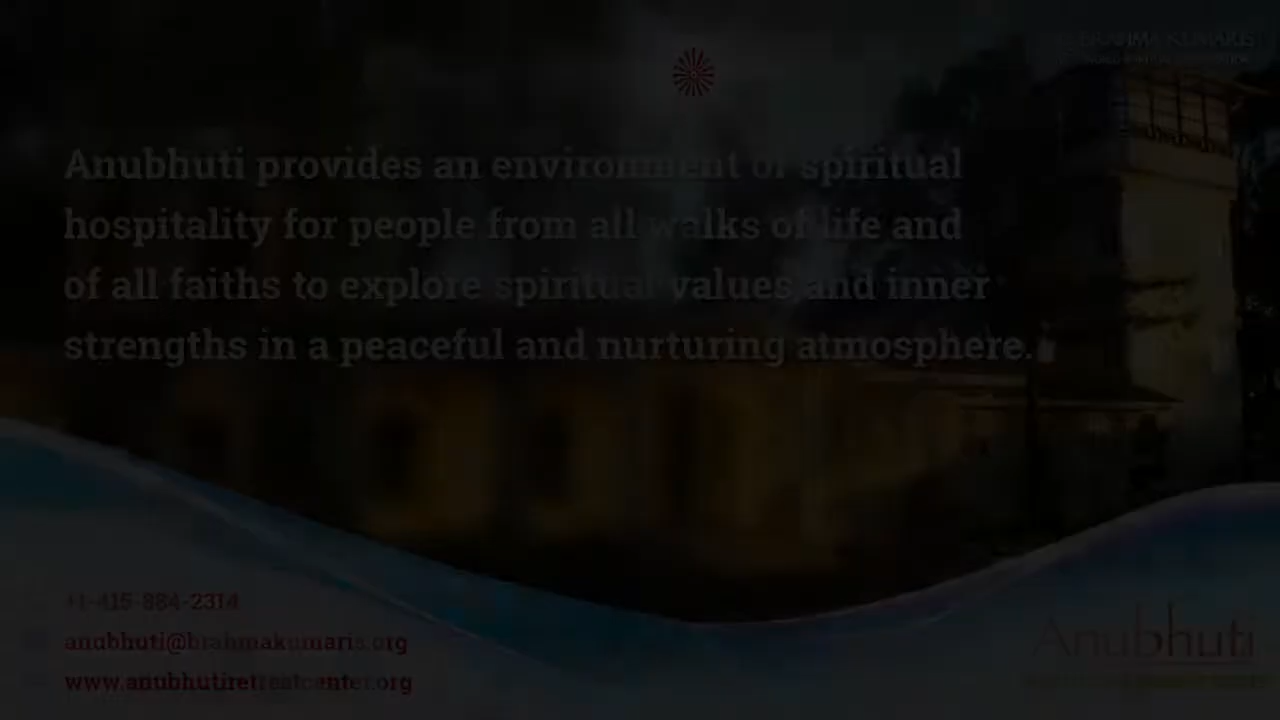 BRAHMA KUMARIS
Anubhuti provides an environment of spiritual
hospitality for people from all walks of life and
of all faiths to explore spiritual values and inner
strengths in a peaceful and nurturing atmosphere.
+1-415-884-2314
anubhuti@brahmakumaris.org
www.anubhutiretreatcenter.org
Anubhuti